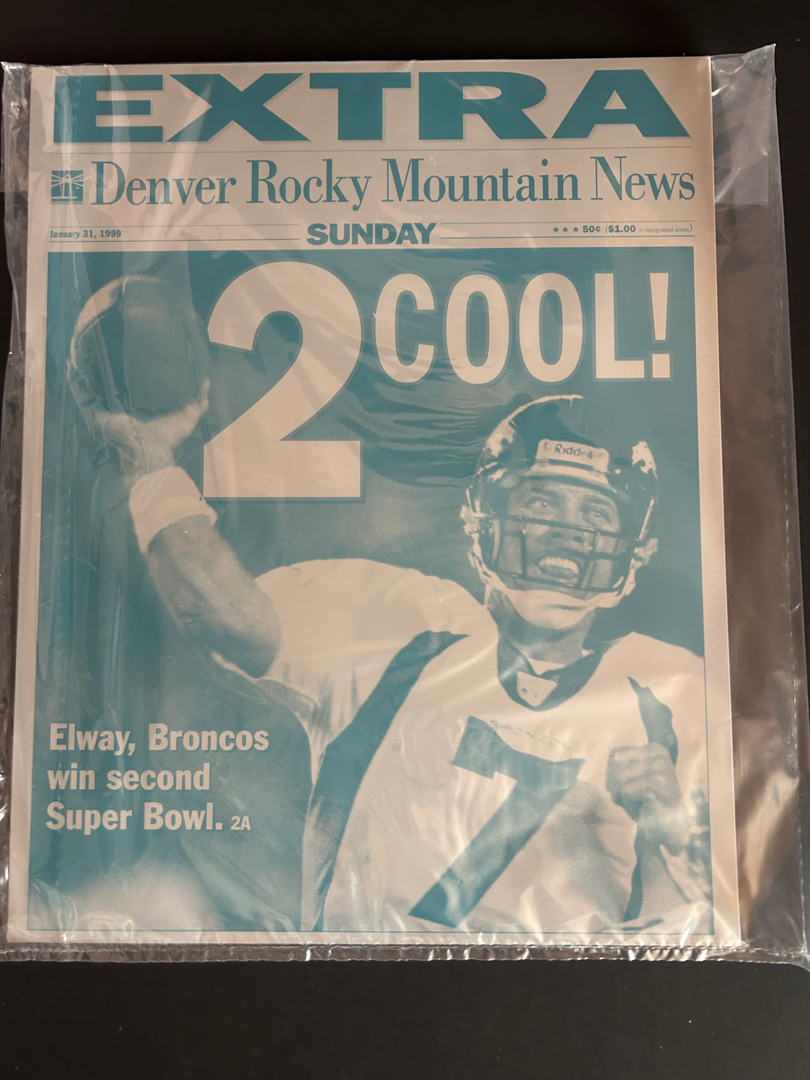 EXTRA
Denver Rocky Mountain News
January 31, 1999
SUNDAY
★ ★ ★ 50¢ ($1.00 in designated areas)
2 COOL!
Riddell
7
Elway, Broncos
win second
Super Bowl. 2A